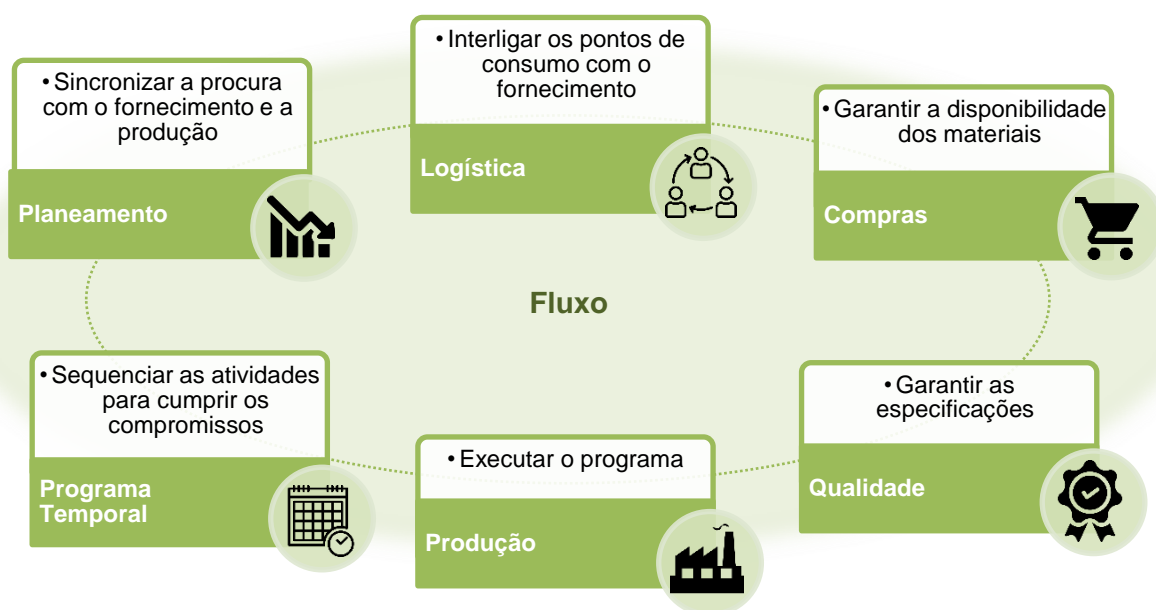 • Sincronizar a procura
com o fornecimento e a
produção
Planeamento
• Interligar os pontos de
consumo com o
fornecimento
Logística
• Garantir a disponibilidade
dos materiais
Compras
Fluxo
• Sequenciar as atividades
para cumprir os
compromissos
Programa
Temporal
• Executar o programa
Produção
• Garantir as
especificações
Qualidade